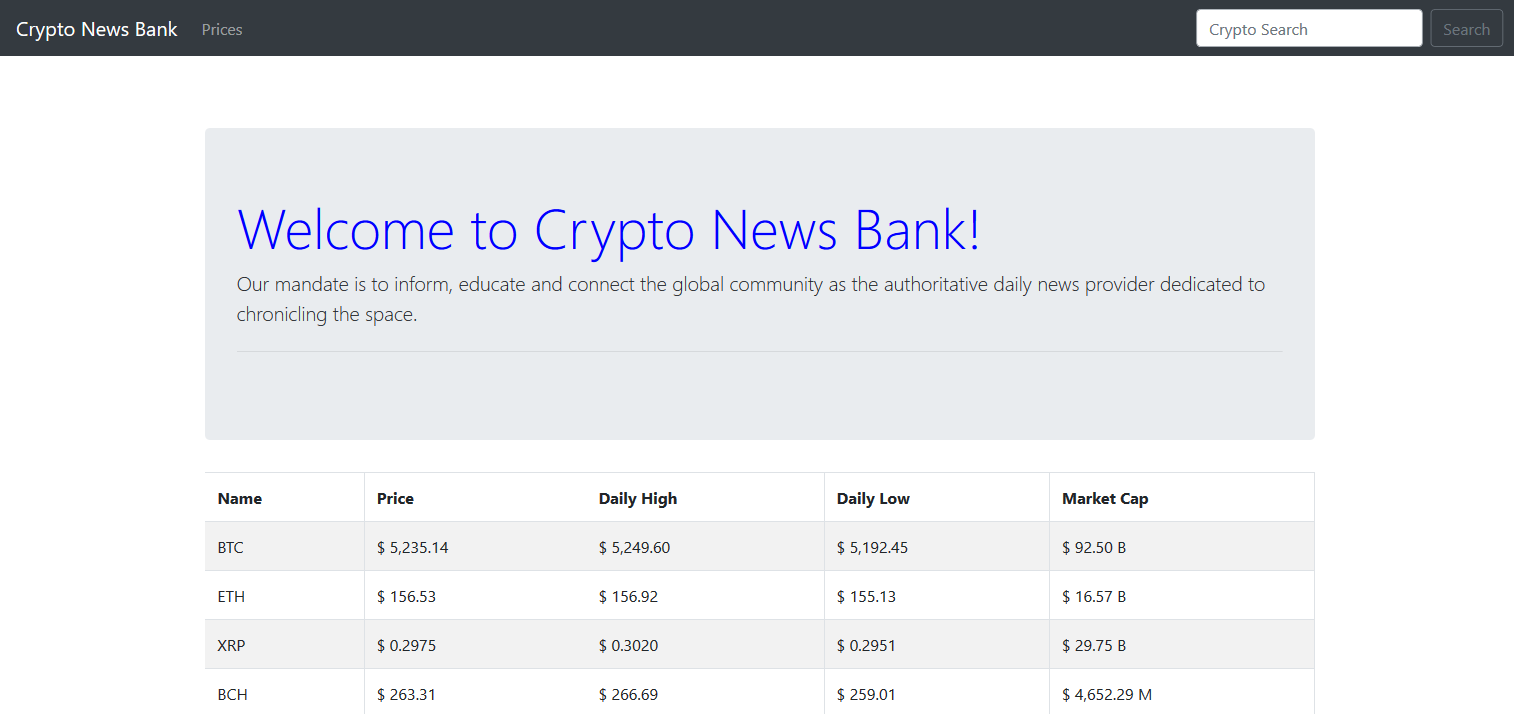 Crypto News Bank Prices Crypto Search Search
Welcome to Crypto News Bank!
Our mandate is to inform, educate and connect the global community as the authoritative daily news provider dedicated to
chronicling the space.
Name Price Daily High Daily Low Market Cap
BTC $ 5,235.14 $ 5,249.60 $ 5,192.45 $ 92.50 B
ETH $ 156.53 $ 156.92 $ 155.13 $ 16.57 B
XRP $ 0.2975 $ 0.3020 $ 0.2951 $ 29.75 B
BCH $ 263.31 $ 266.69 $ 259.01 $ 4,652.29 M